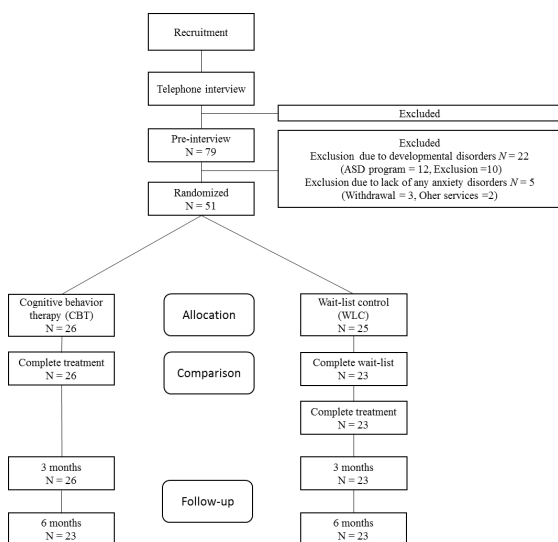 Recruitment
Telephone interview
Excluded
Pre-interview
N = 79
Excluded
Exclusion due to developmental disorders N = 22
(ASD program = 12, Exclusion =10)
Exclusion due to lack of any anxiety disorders N = 5
(Withdrawal = 3, Oher services =2)
Randomized
N = 51
Cognitive behavior
therapy (CBT)
N = 26
Allocation
Wait-list control
(WLC)
N = 25
Complete treatment
N = 26
Comparison
Complete wait-list
N = 23
Complete treatment
N = 23
3 months
N = 26
3 months
N = 23
Follow-up
6 months
N = 23
6 months
N = 23